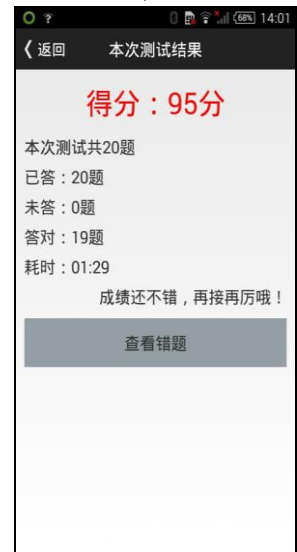 68% 14:01
返回 本次测试结果
得分：95分
本次测试共20题
已答：20题
未答：0题
答对：19题
耗时：01:29
成绩还不错，再接再厉哦！
查看错题